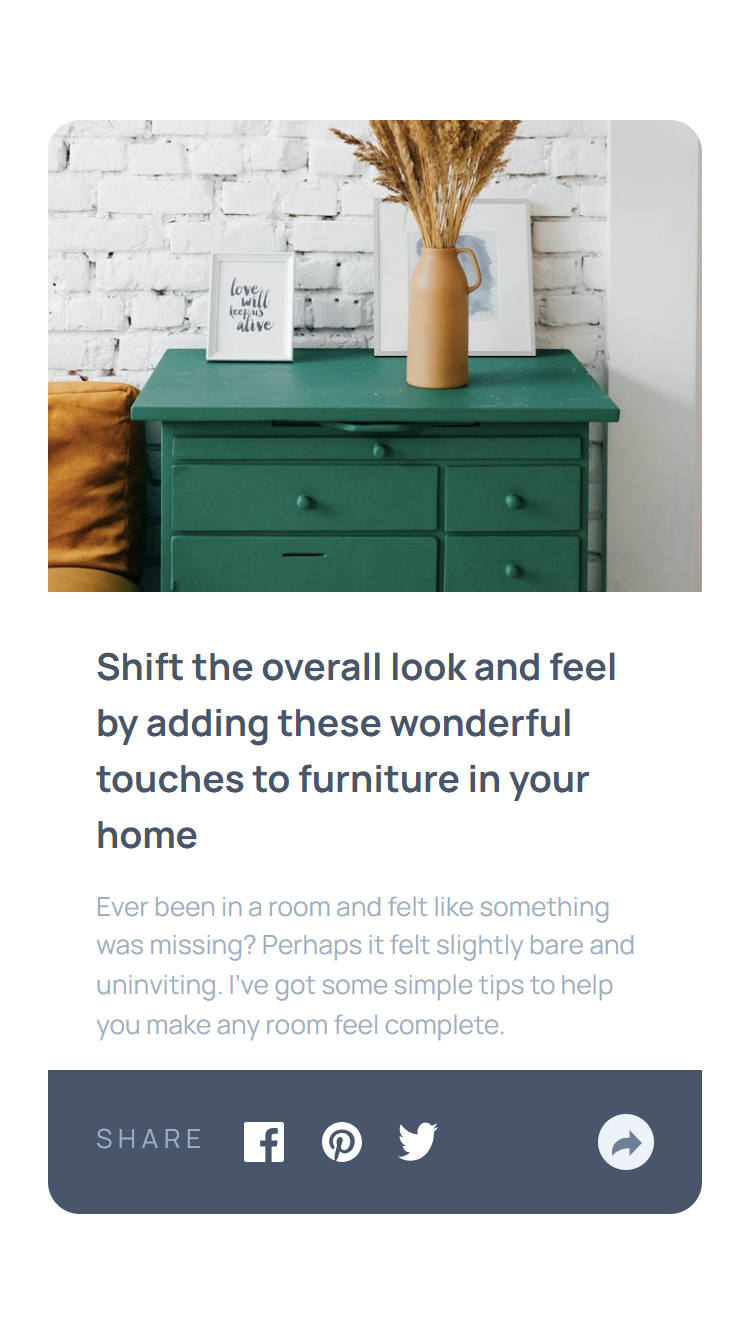 love
will
keep us
alive
Shift the overall look and feel
by adding these wonderful
touches to furniture in your
home
Ever been in a room and felt like something
was missing? Perhaps it felt slightly bare and
uninviting. I’ve got some simple tips to help
you make any room feel complete.
SHARE